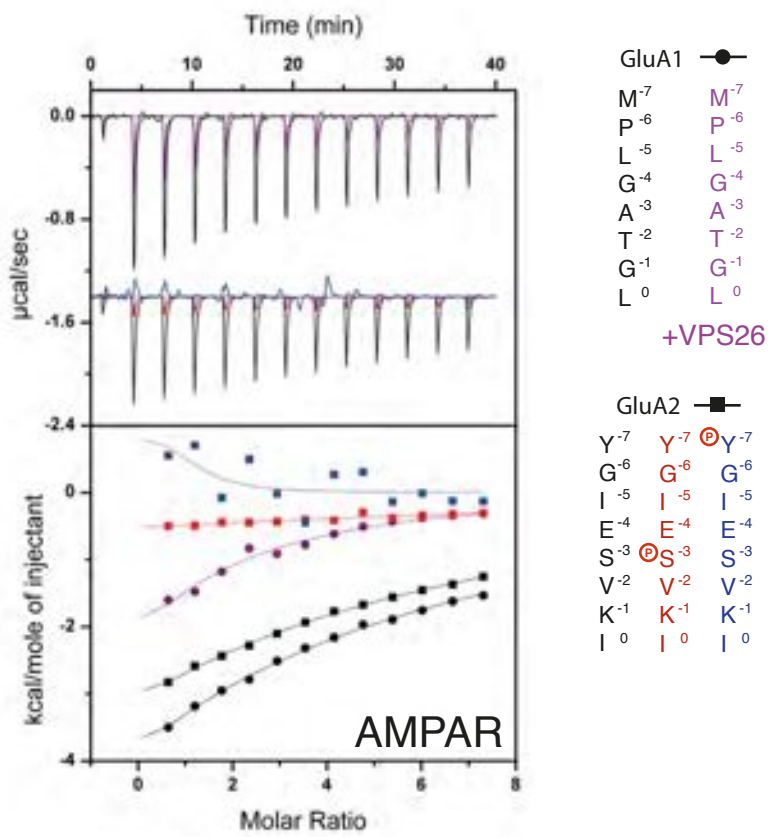 Time (min)
0 10 20 30 40
0.0
-0.8
-1.6
-2.4
µcal/sec
0
-2
-4
kcal/mole of injectant
AMPAR
0 2 4 6 8
Molar Ratio
GluA1
M-7 M-7
P-6 P-6
L-5 L-5
G-4 G-4
A-3 A-3
T-2 T-2
G-1 G-1
L0 L0
+VPS26
GluA2
Y-7 Y-7 P Y-7
G-6 G-6 G-6
I-5 I-5 I-5
E-4 E-4 E-4
S-3 P S-3 S-3
V-2 V-2 V-2
K-1 K-1 K-1
I0 I0 I0